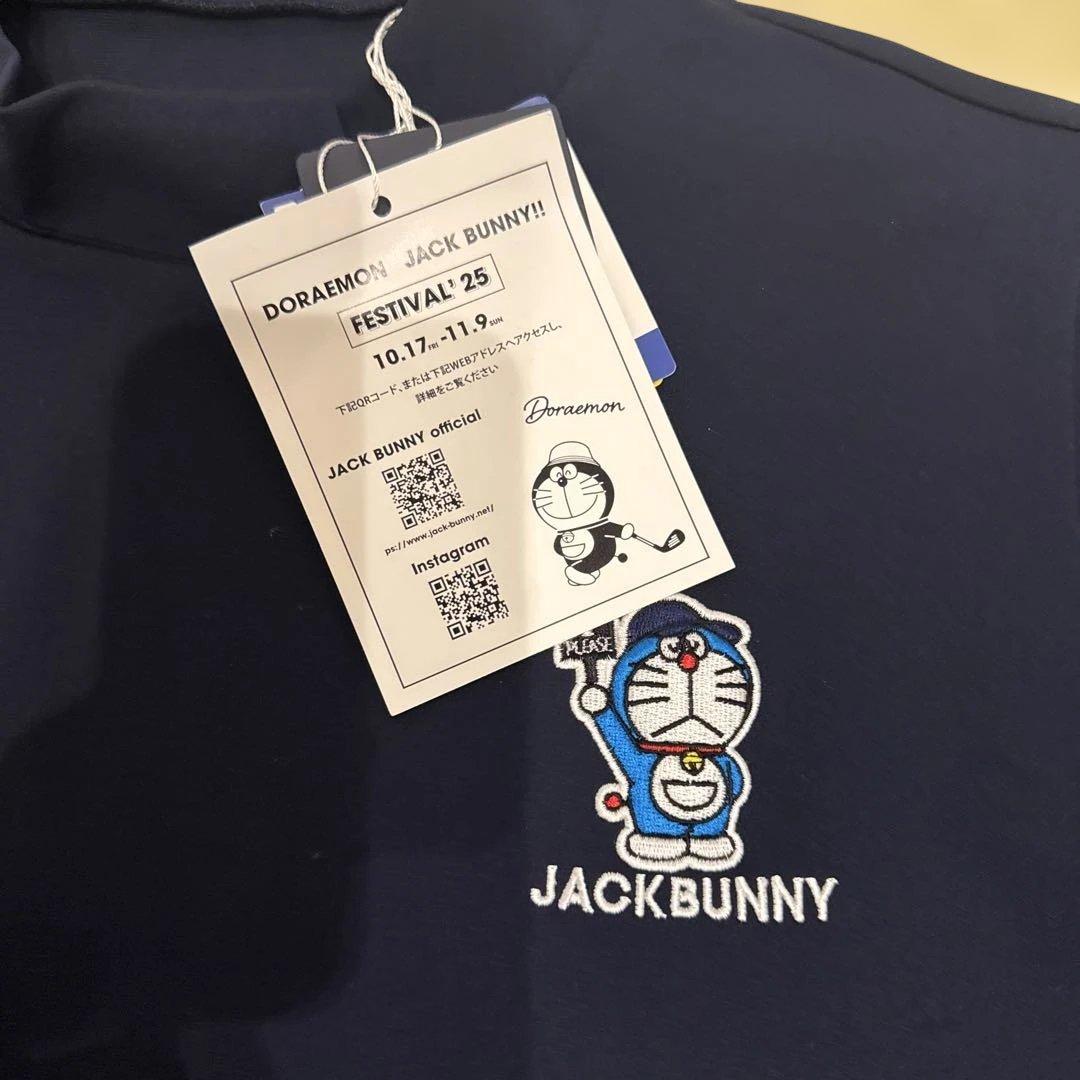 DORAEMON JACK BUNNY!!
FESTIVAL' 25
10.17 FRI -11.9 SUN
下記QRコード、または下記WEBアドレスへアクセスし、
詳細をご覧ください
JACK BUNNY official
ps://www.jack-bunny.net/
Instagram
Doraemon
PLEASE
JACKBUNNY